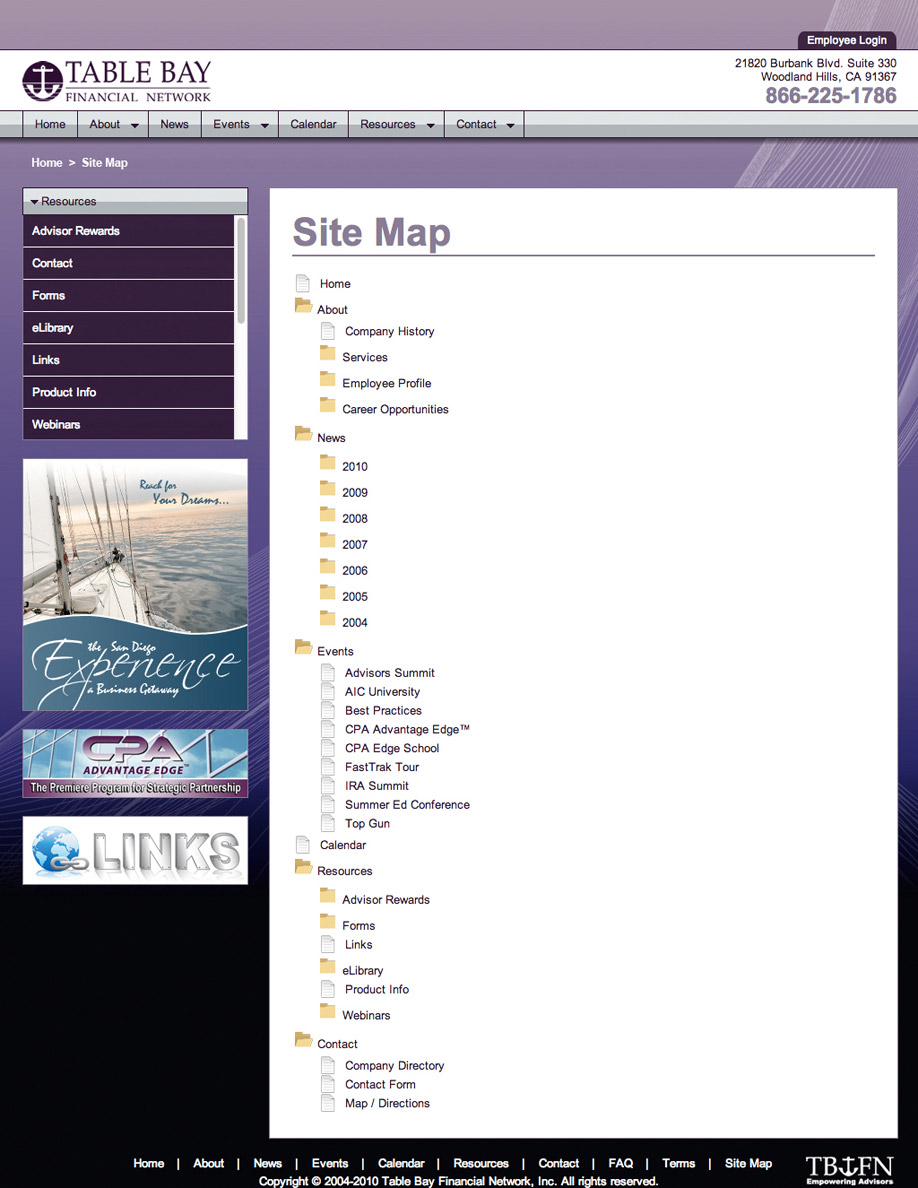 Employee Login
TABLE BAY
FINANCIAL NETWORK
21820 Burbank Blvd. Suite 330
Woodland Hills, CA 91367
866-225-1786
Home About News Events Calendar Resources Contact
Home > Site Map
Resources
Advisor Rewards
Contact
Forms
eLibrary
Links
Product Info
Webinars
Reach for
Your Dreams...
the San Diego
Experience
a Business Getaway
CPA
ADVANTAGE EDGE™
The Premiere Program for Strategic Partnership
LINKS
Site Map
Home
About
Company History
Services
Employee Profile
Career Opportunities
News
2010
2009
2008
2007
2006
2005
2004
Events
Advisors Summit
AIC University
Best Practices
CPA Advantage Edge™
CPA Edge School
FastTrak Tour
IRA Summit
Summer Ed Conference
Top Gun
Calendar
Resources
Advisor Rewards
Forms
Links
eLibrary
Product Info
Webinars
Contact
Company Directory
Contact Form
Map / Directions
Home | About | News | Events | Calendar | Resources | Contact | FAQ | Terms | Site Map
Copyright © 2004-2010 Table Bay Financial Network, Inc. All rights reserved.
TB FN
Empowering Advisors